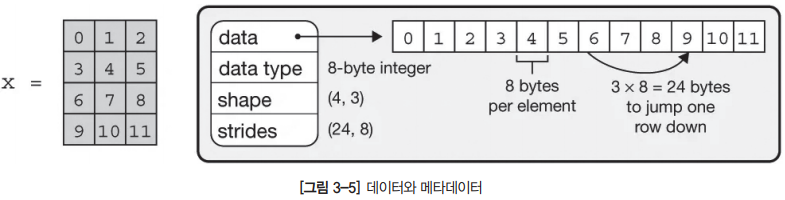 x =
0 1 2
3 4 5
6 7 8
9 10 11
data
data type
shape
strides
8-byte integer
(4, 3)
(24, 8)
0 1 2 3 4 5 6 7 8 9 10 11
8 bytes
per element
3 × 8 = 24 bytes
to jump one
row down
[그림 3-5] 데이터와 메타데이터